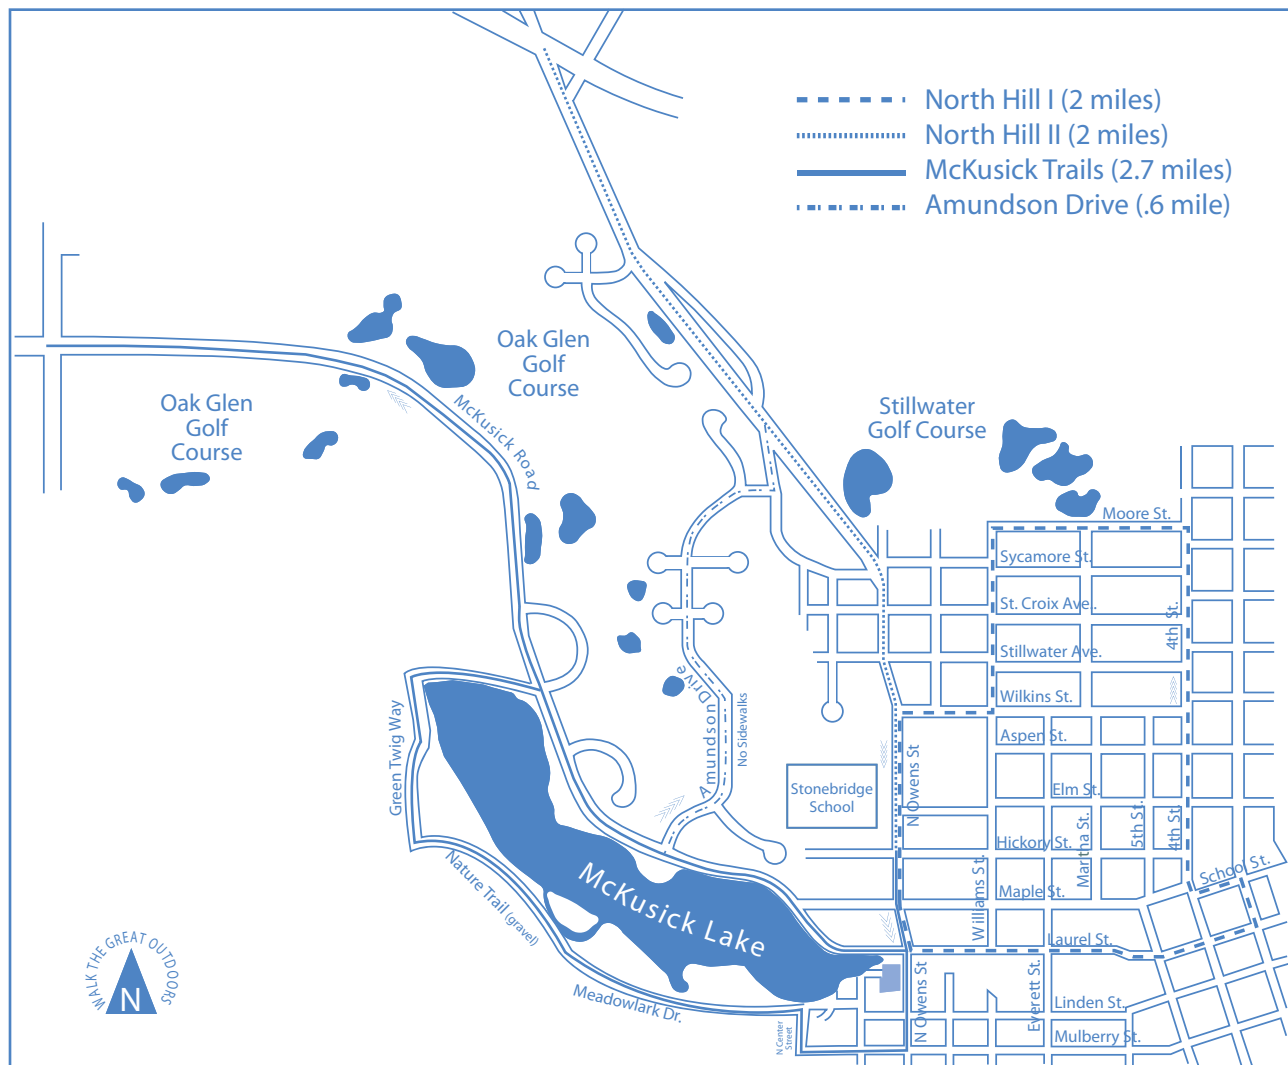 North Hill I (2 miles)
North Hill II (2 miles)
McKusick Trails (2.7 miles)
Amundson Drive (.6 mile)
Oak Glen
Golf
Course
Oak Glen
Golf
Course
McKusick Road
Stillwater
Golf Course
Moore St.
Sycamore St.
St. Croix Ave..
4th St.
Stillwater Ave.
Wilkins St.
Amundson Drive
No Sidewalks
Green Twig Way
Aspen St.
N Owens St
Stonebridge
School
Elm St.
Martha St.
5th St.
4th St.
Hickory St.
School St.
Nature Trail (gravel)
McKusick Lake
Williams St.
Maple St.
Laurel St.
WALK THE GREAT OUTDOORS
N
Meadowlark Dr.
N Center
Street
N Owens St
Everett St.
Linden St.
Mulberry St.